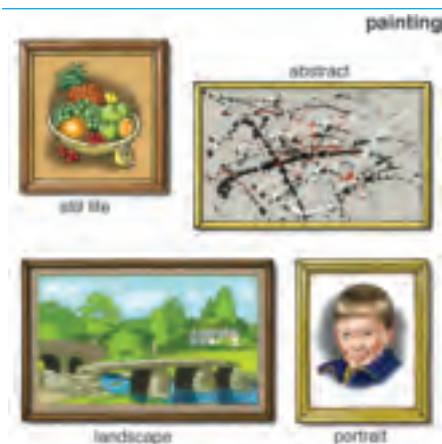 painting
abstract
still life
landscape
portrait